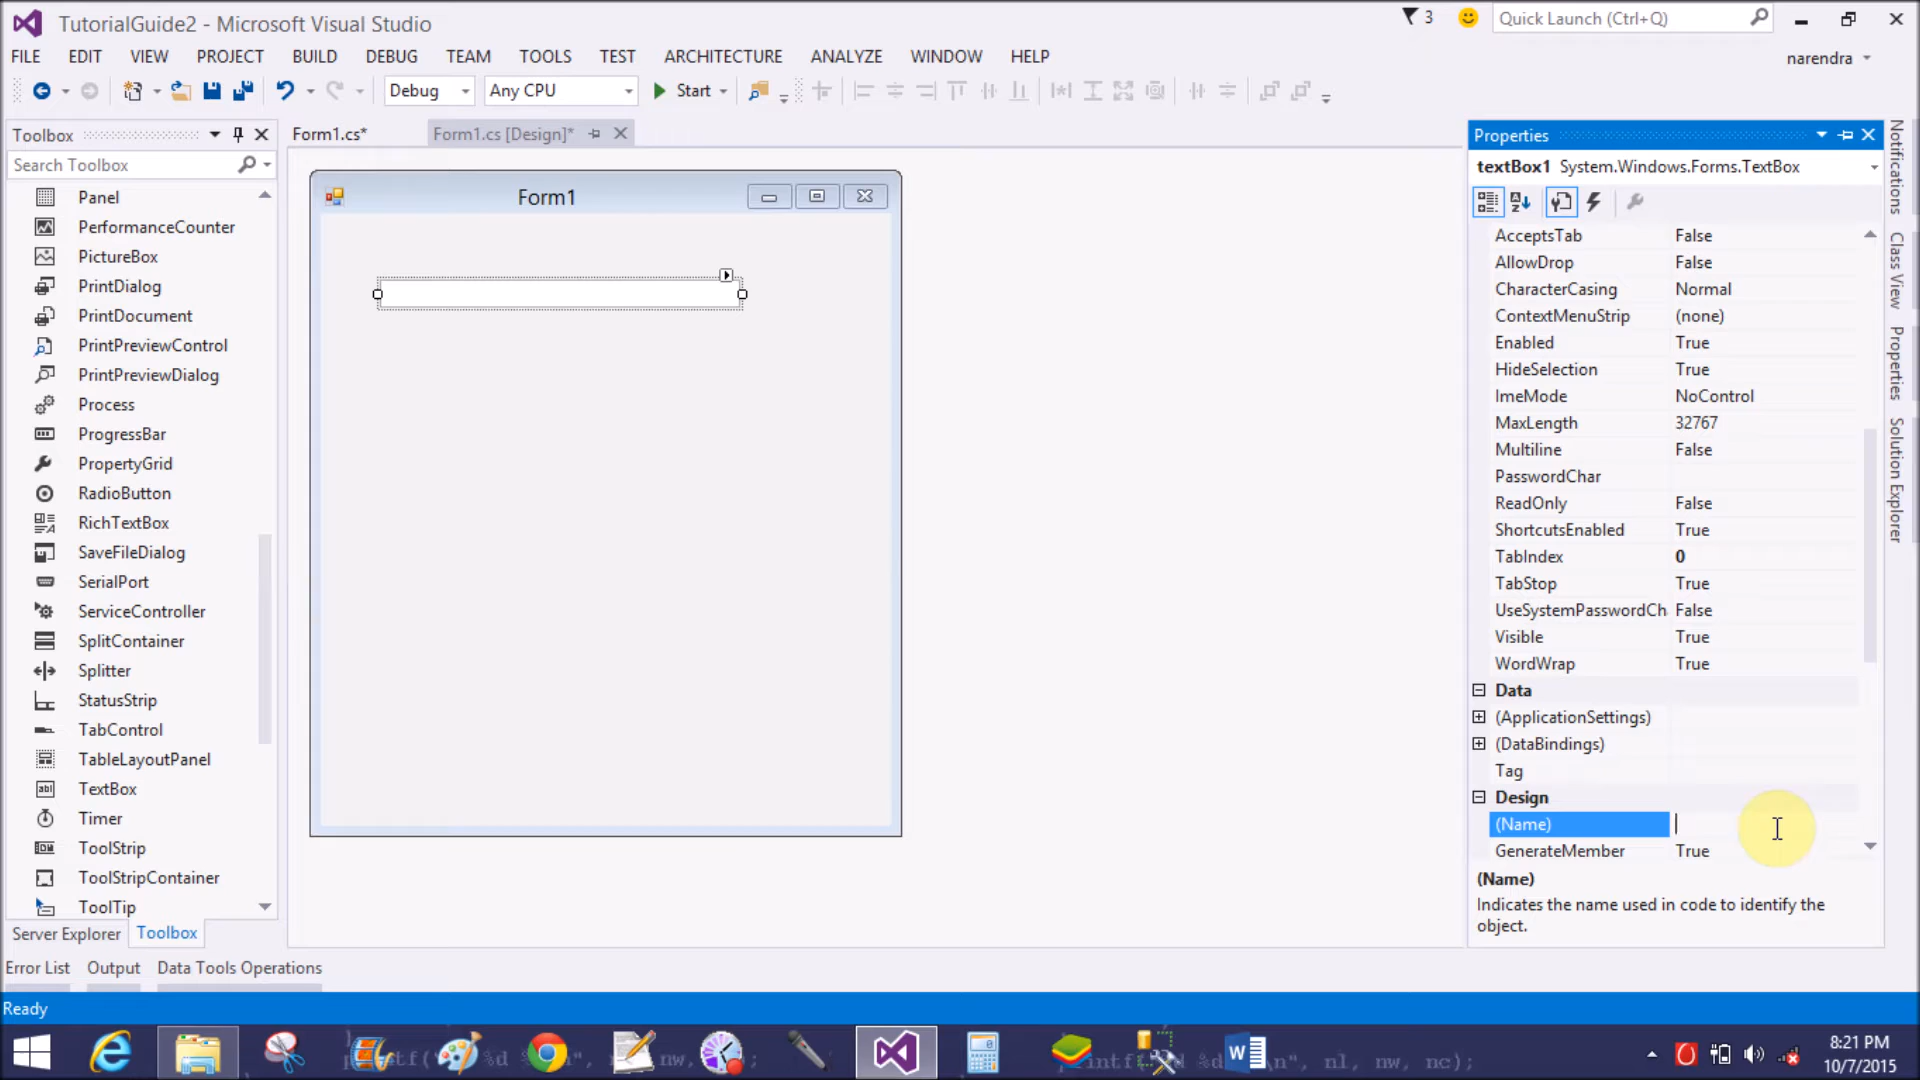 TutorialGuide2 - Microsoft Visual Studio
3
Quick Launch (Ctrl+Q)
FILE EDIT VIEW PROJECT BUILD DEBUG TEAM TOOLS TEST ARCHITECTURE ANALYZE WINDOW HELP
narendra
Debug Any CPU Start
Toolbox
Form1.cs* Form1.cs [Design]*
Search Toolbox
Panel
PerformanceCounter
PictureBox
PrintDialog
PrintDocument
PrintPreviewControl
PrintPreviewDialog
Process
ProgressBar
PropertyGrid
RadioButton
RichTextBox
SaveFileDialog
SerialPort
ServiceController
SplitContainer
Splitter
StatusStrip
TabControl
TableLayoutPanel
TextBox
Timer
ToolStrip
ToolStripContainer
ToolTip
Server Explorer Toolbox
Form1
Properties
textBox1 System.Windows.Forms.TextBox
AcceptsTab False
AllowDrop False
CharacterCasing Normal
ContextMenuStrip (none)
Enabled True
HideSelection True
ImeMode NoControl
MaxLength 32767
Multiline False
PasswordChar
ReadOnly False
ShortcutsEnabled True
TabIndex 0
TabStop True
UseSystemPasswordCh False
Visible True
WordWrap True
Data
(ApplicationSettings)
(DataBindings)
Tag
Design
(Name)
GenerateMember True
(Name)
Indicates the name used in code to identify the
object.
Notifications
Class View
Properties
Solution Explorer
Error List Output Data Tools Operations
Ready
8:21 PM
10/7/2015